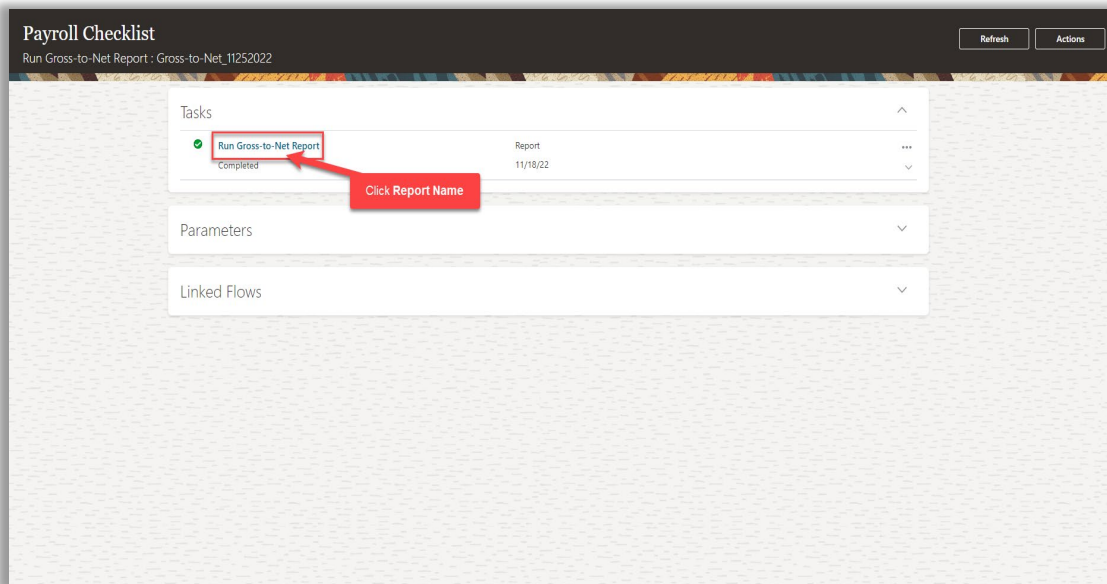 Payroll Checklist
Run Gross-to-Net Report : Gross-to-Net_11252022
Refresh
Actions
Tasks
Run Gross-to-Net Report
Report
Completed
11/18/22
Click Report Name
Parameters
Linked Flows